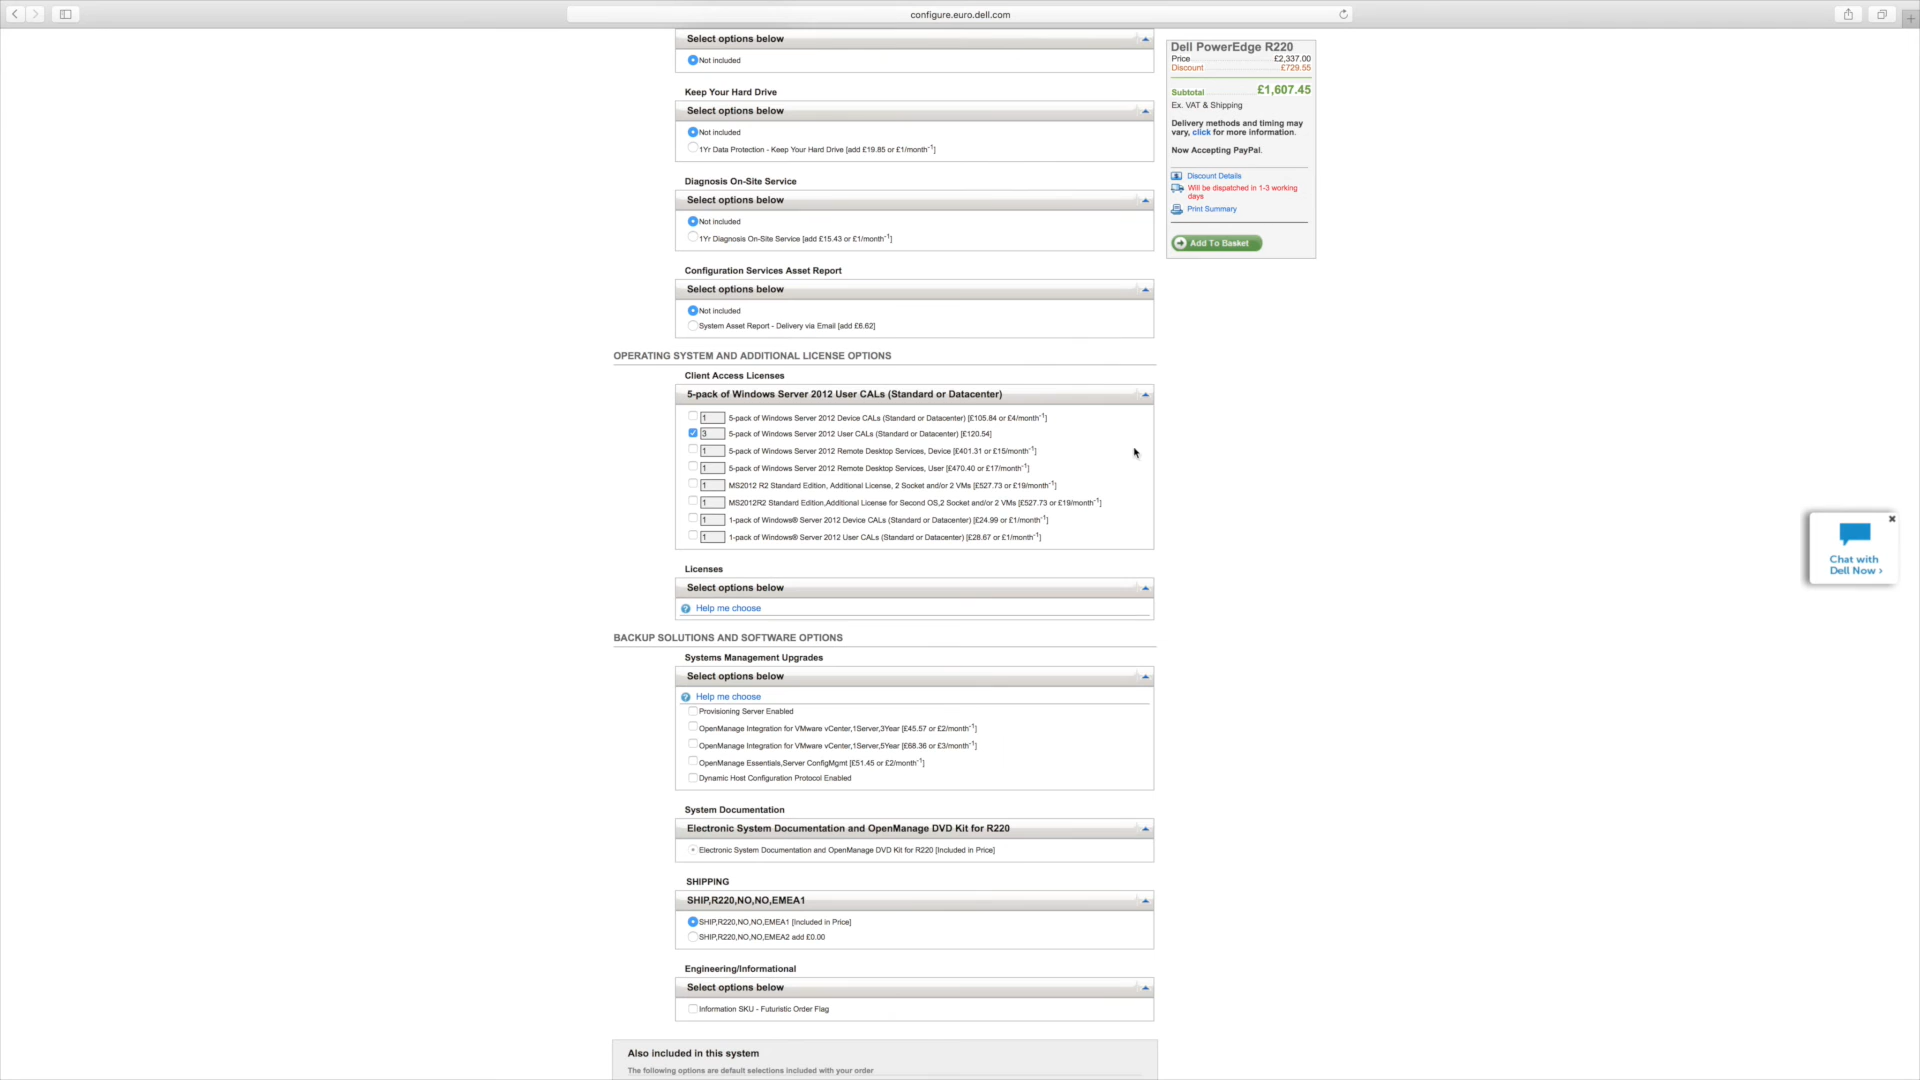 configure.euro.dell.com
Select options below
Not included
Keep Your Hard Drive
Select options below
Not included
1Yr Data Protection - Keep Your Hard Drive [add £19.85 or £1/month-1]
Diagnosis On-Site Service
Select options below
Not included
1Yr Diagnosis On-Site Service [add £15.43 or £1/month-1]
Configuration Services Asset Report
Select options below
Not included
System Asset Report - Delivery via Email [add £6.62]
OPERATING SYSTEM AND ADDITIONAL LICENSE OPTIONS
Client Access Licenses
5-pack of Windows Server 2012 User CALs (Standard or Datacenter)
1 5-pack of Windows Server 2012 Device CALs (Standard or Datacenter) [£105.84 or £4/month-1]
3 5-pack of Windows Server 2012 User CALs (Standard or Datacenter) [£120.54]
1 5-pack of Windows Server 2012 Remote Desktop Services, Device [£401.31 or £15/month-1]
1 5-pack of Windows Server 2012 Remote Desktop Services, User [£470.40 or £17/month-1]
1 MS2012 R2 Standard Edition, Additional License, 2 Socket and/or 2 VMs [£527.73 or £19/month-1]
1 MS2012R2 Standard Edition,Additional License for Second OS,2 Socket and/or 2 VMs [£527.73 or £19/month-1]
1 1-pack of Windows® Server 2012 Device CALs (Standard or Datacenter) [£24.99 or £1/month-1]
1 1-pack of Windows® Server 2012 User CALs (Standard or Datacenter) [£28.67 or £1/month-1]
Licenses
Select options below
Help me choose
BACKUP SOLUTIONS AND SOFTWARE OPTIONS
Systems Management Upgrades
Select options below
Help me choose
Provisioning Server Enabled
OpenManage Integration for VMware vCenter,1Server,3Year [£45.57 or £2/month-1]
OpenManage Integration for VMware vCenter,1Server,5Year [£68.36 or £3/month-1]
OpenManage Essentials,Server ConfigMgmt [£51.45 or £2/month-1]
Dynamic Host Configuration Protocol Enabled
System Documentation
Electronic System Documentation and OpenManage DVD Kit for R220
Electronic System Documentation and OpenManage DVD Kit for R220 [Included in Price]
SHIPPING
SHIP,R220,NO,NO,EMEA1
SHIP,R220,NO,NO,EMEA1 [Included in Price]
SHIP,R220,NO,NO,EMEA2 add £0.00
Engineering/Informational
Select options below
Information SKU - Futuristic Order Flag
Also included in this system
The following options are default selections included with your order
Dell PowerEdge R220
Price £2,337.00
Discount £729.55
Subtotal £1,607.45
Ex. VAT & Shipping
Delivery methods and timing may
vary, click for more information.
Now Accepting PayPal.
Discount Details
Will be dispatched in 1-3 working
days
Print Summary
Add To Basket
Chat with
Dell Now ›